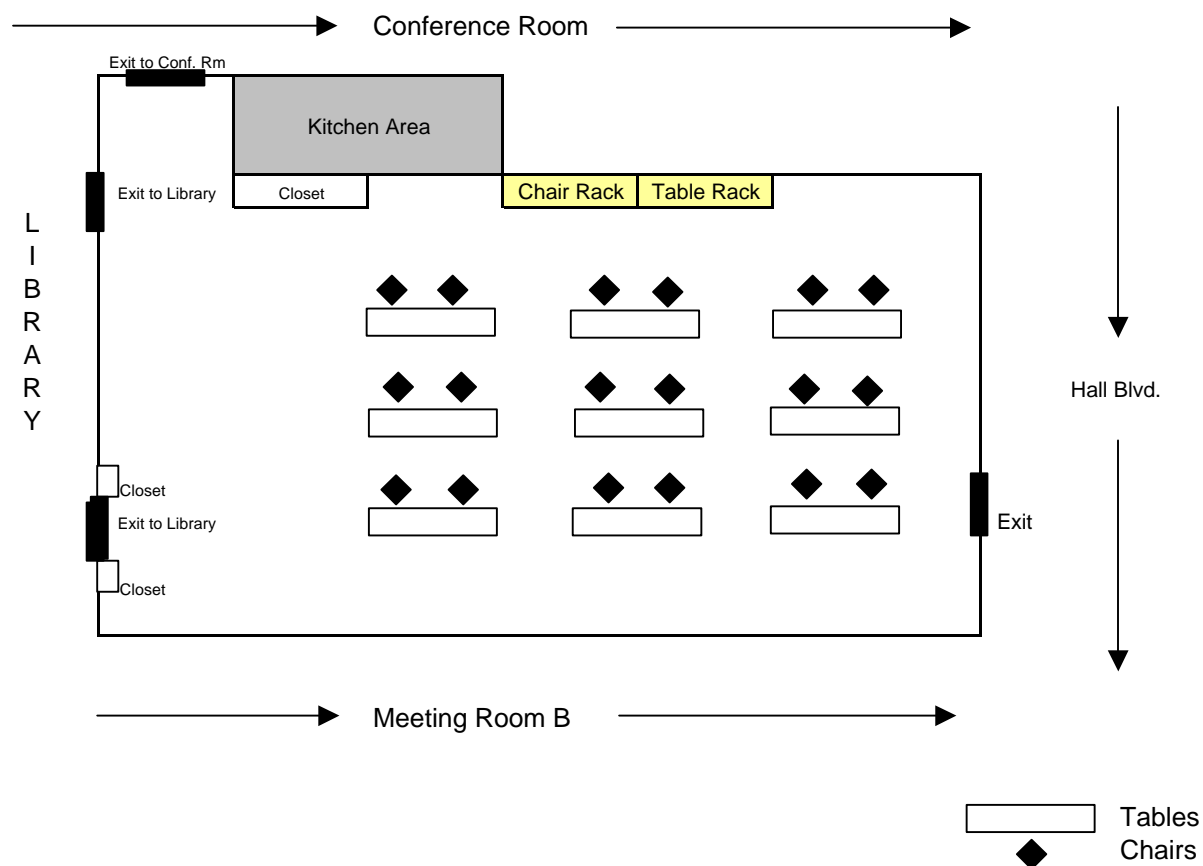 Conference Room
Exit to Conf. Rm
Kitchen Area
Exit to Library
Closet
Chair Rack
Table Rack
L
I
B
R
A
R
Y
Hall Blvd.
Closet
Exit to Library
Exit
Closet
Meeting Room B
Tables
Chairs